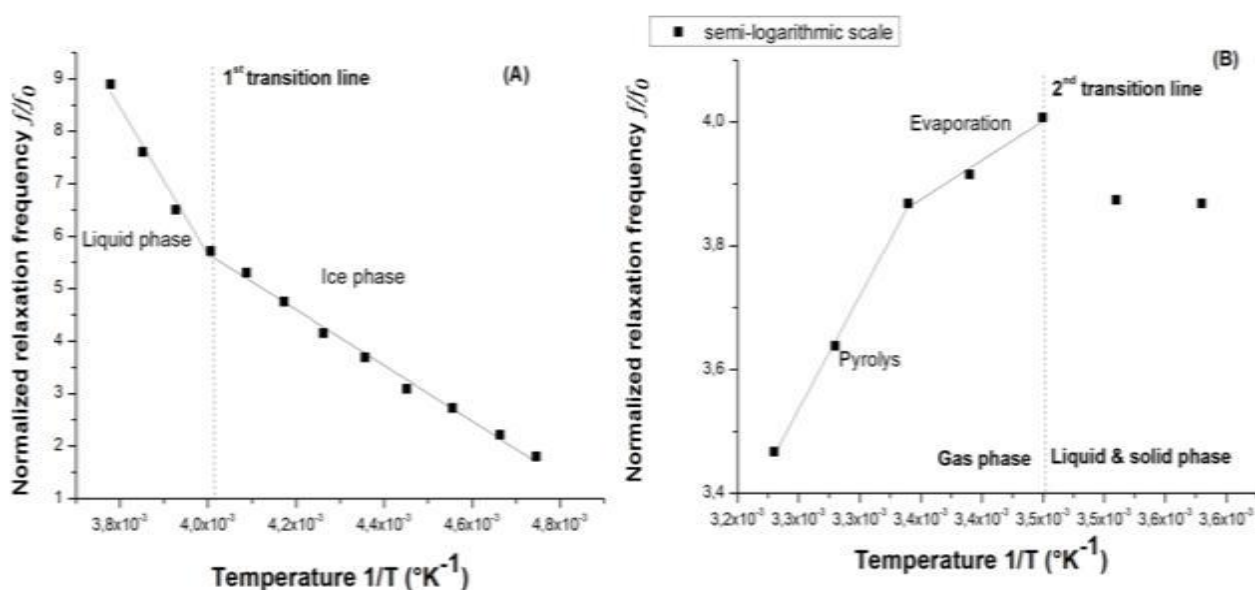 semi-logarithmic scale
(A)
1st transition line
Liquid phase
Ice phase
Normalized relaxation frequency f/f0
9
8
7
6
5
4
3
2
1
3,8x10-3 4,0x10-3 4,2x10-3 4,4x10-3 4,6x10-3 4,8x10-3
Temperature 1/T (°K-1)
(B)
2nd transition line
Evaporation
Pyrolys
Gas phase
Liquid & solid phase
Normalized relaxation frequency f/f0
4,0
3,8
3,6
3,4
3,2x10-3 3,3x10-3 3,3x10-3 3,4x10-3 3,4x10-3 3,5x10-3 3,5x10-3 3,6x10-3 3,6x10-3
Temperature 1/T (°K-1)